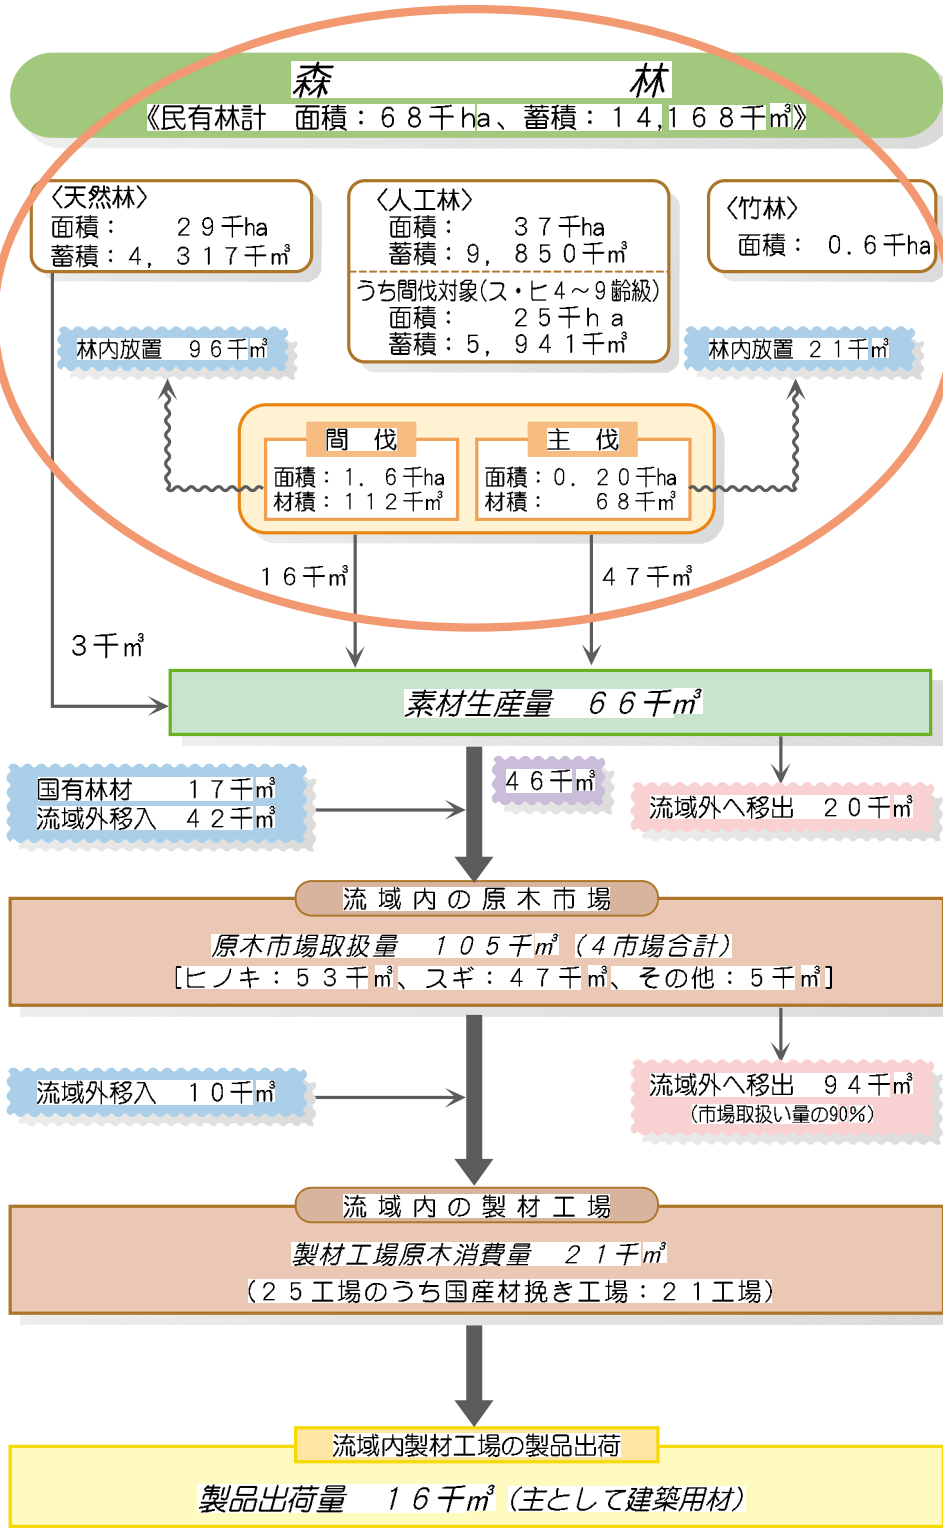 森　林
《民有林計　面積：68千ha、蓄積：14,168千㎥》
〈天然林〉
面積：　29千ha
蓄積：4，317千㎥
〈人工林〉
面積：　37千ha
蓄積：9，850千㎥
うち間伐対象(ス・ヒ4～9齢級)
面積：　25千ha
蓄積：5，941千㎥
〈竹林〉
面積：　0.6千ha
林内放置　96千㎥
林内放置　21千㎥
間　伐
面積：1．6千ha
材積：112千㎥
主　伐
面積：0．20千ha
材積：　68千㎥
16千㎥
47千㎥
3千㎥
素材生産量　66千㎥
国有林材　17千㎥
流域外移入　42千㎥
46千㎥
流域外へ移出　20千㎥
流域内の原木市場
原木市場取扱量　105千㎥（4市場合計）
[ヒノキ：53千㎥、スギ：47千㎥、その他：5千㎥]
流域外移入　10千㎥
流域外へ移出　94千㎥
(市場取扱い量の90%)
流域内の製材工場
製材工場原木消費量　21千㎥
(25工場のうち国産材挽き工場：21工場)
流域内製材工場の製品出荷
製品出荷量　16千㎥（主として建築用材）